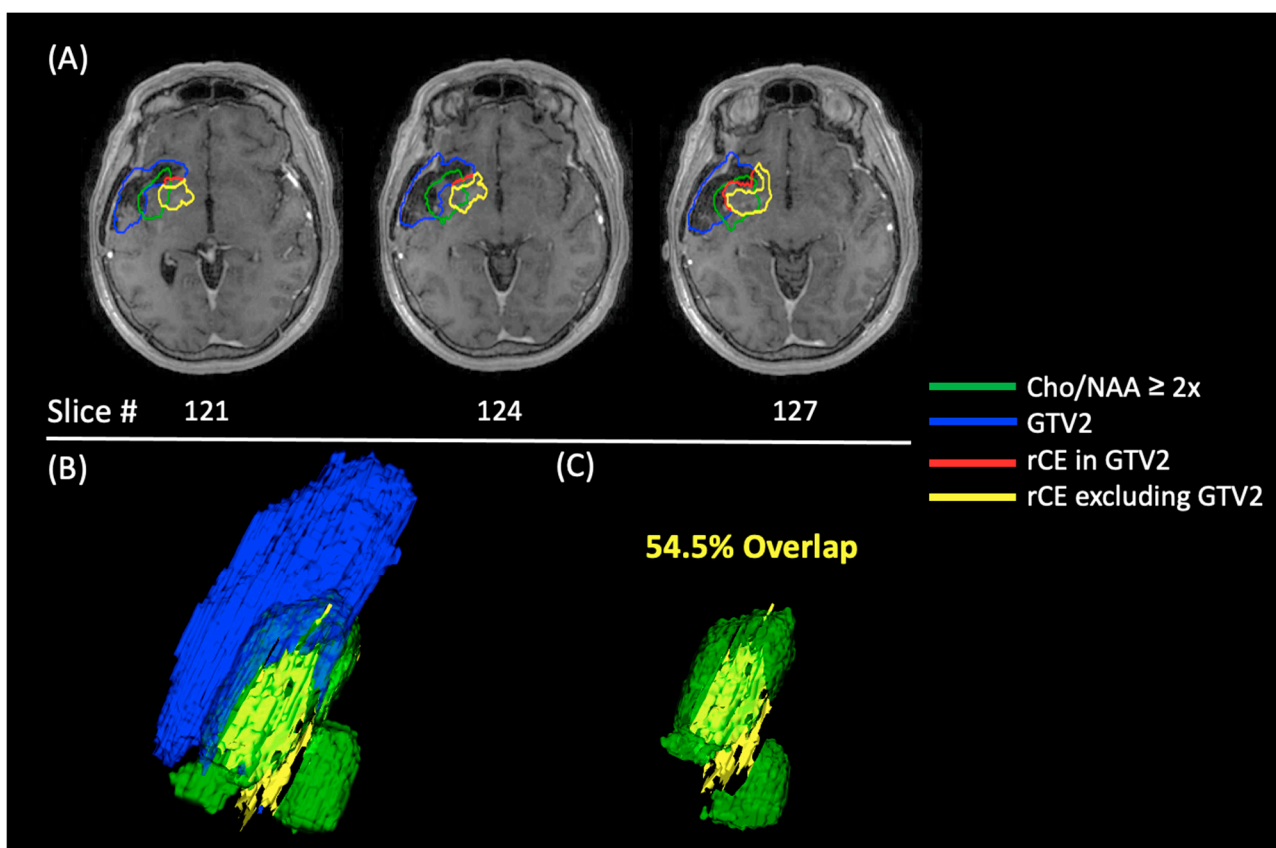 (A)
Slice #
121
124
127
Cho/NAA ≥ 2x
GTV2
rCE in GTV2
rCE excluding GTV2
(B)
(C)
54.5% Overlap